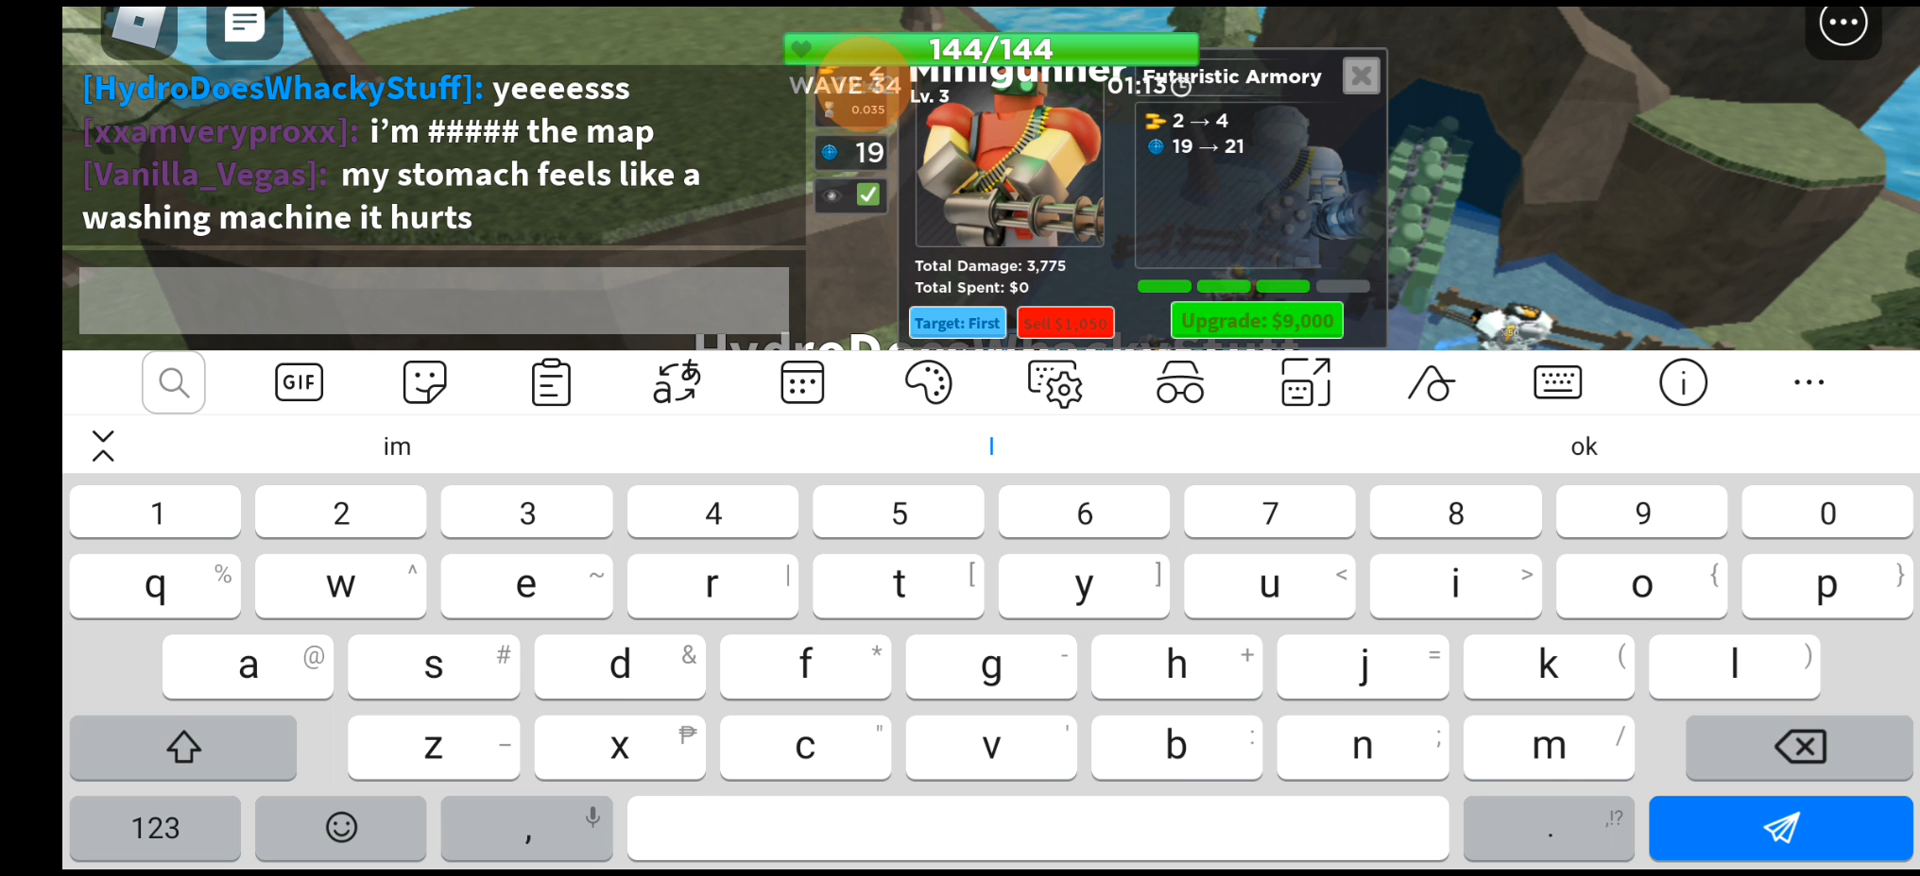 144/144
[HydroDoesWhackyStuff]: yeeeesss
[xxamveryproxx]: i'm ##### the map
[Vanilla_Vegas]: my stomach feels like a
washing machine it hurts
WAVE 34
01:13
Minigunner
Lv. 3
2
0.035
19
Futuristic Armory
2 → 4
19 → 21
Total Damage: 3,775
Total Spent: $0
Target: First
Sell $1,050
Upgrade: $9,000
HydroDoesWhackyStuff
GIF
im
I
ok
1 2 3 4 5 6 7 8 9 0
q % w ^ e ~ r | t [ y ] u < i > o { p }
a @ s # d & f * g - h + j = k ( l )
z – x ₱ c " v ' b : n ; m /
123 , . ,!?